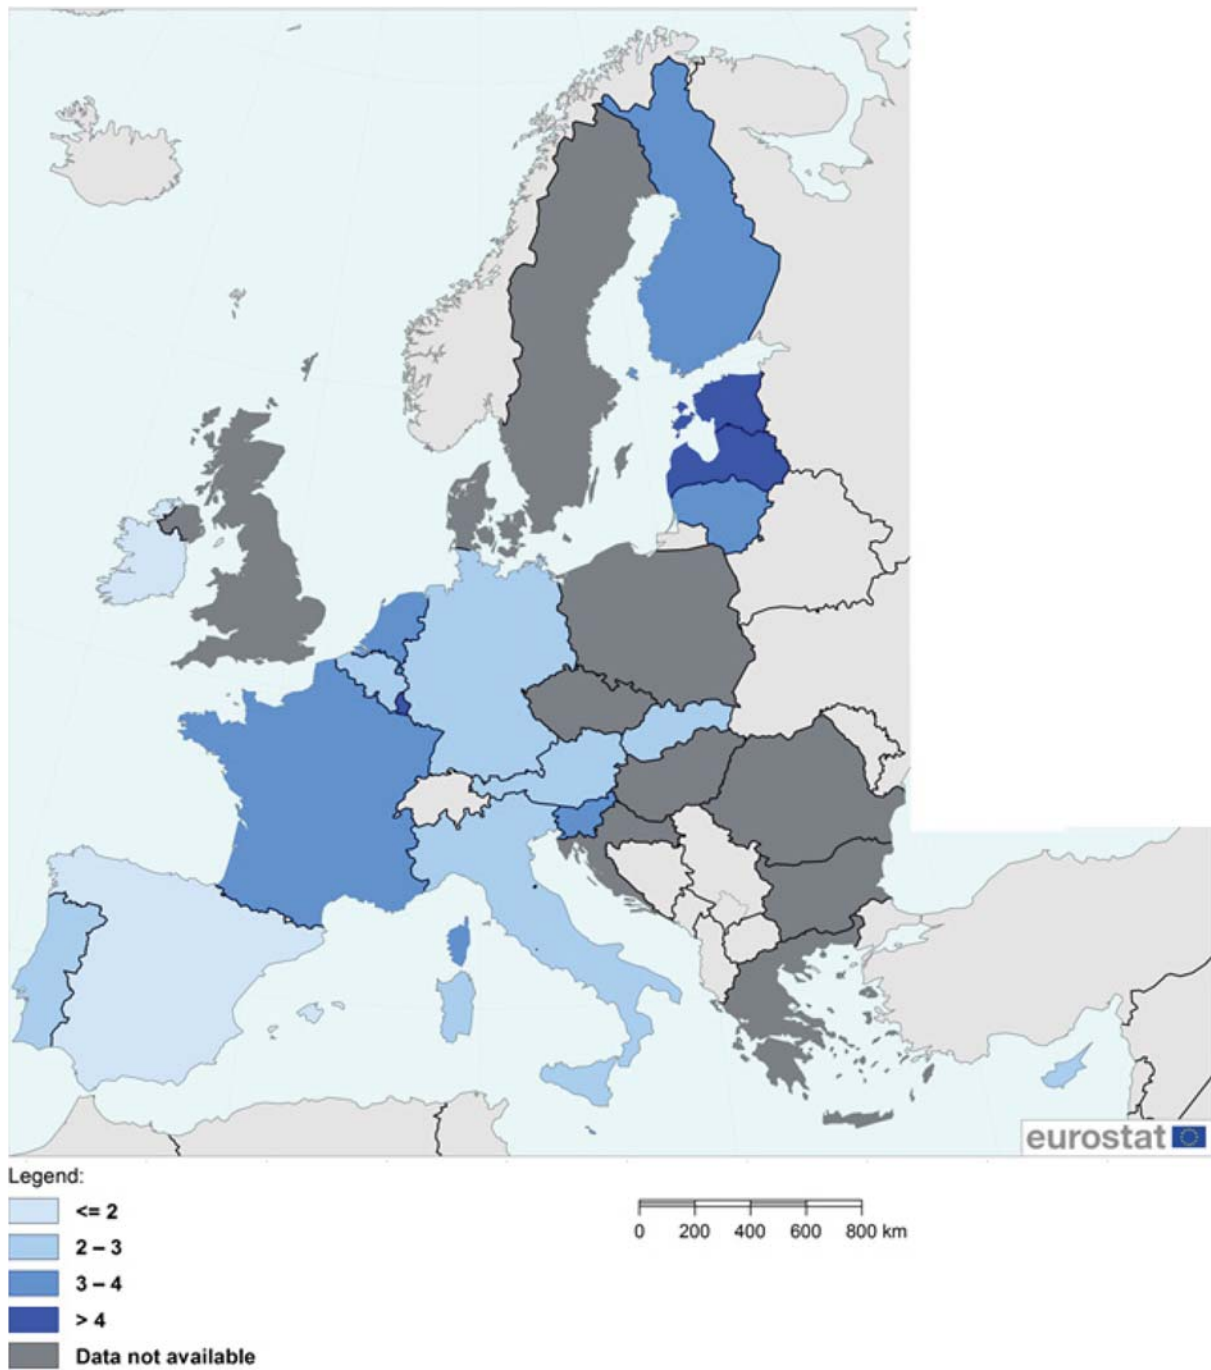 eurostat
Legend:
<= 2
2 – 3
3 – 4
> 4
Data not available
0 200 400 600 800 km